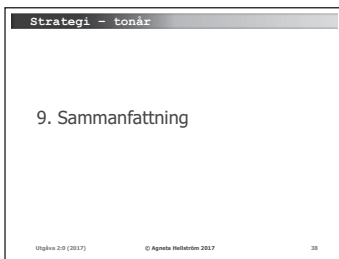 Strategi – tonår
9. Sammanfattning
Utgåva 2:0 (2017) © Agneta Hellström 2017 38